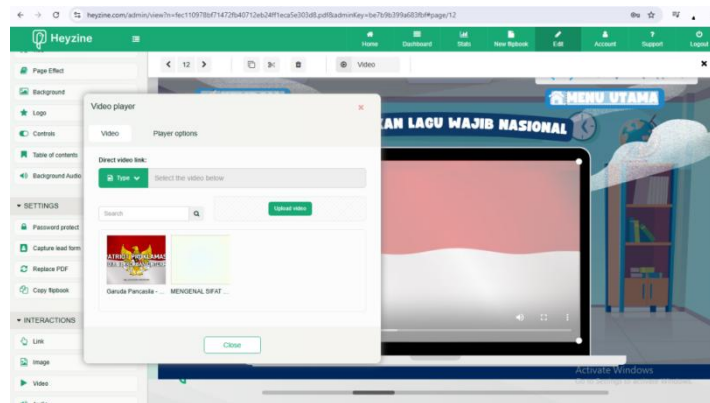 heyzine.com/admin/view?n=fec110978bf71472fb40712eb24ff1eca5e303d8.pdf&adminKey=be7b9b399a683fbf#page/12
Heyzine
Home
Dashboard
Stats
New flipbook
Edit
Account
Support
Logout
12
Video
Page Effect
Background
Logo
Controls
Table of contents
Background Audio
SETTINGS
Password protect
Capture lead form
Replace PDF
Copy flipbook
INTERACTIONS
Link
Image
Video
Video player
Video
Player options
Direct video link:
Type
Select the video below
Search
Upload video
Garuda Pancasila - ...
MENGENAL SIFAT ...
Close
MENU UTAMA
KAN LAGU WAJIB NASIONAL
Activate Windows